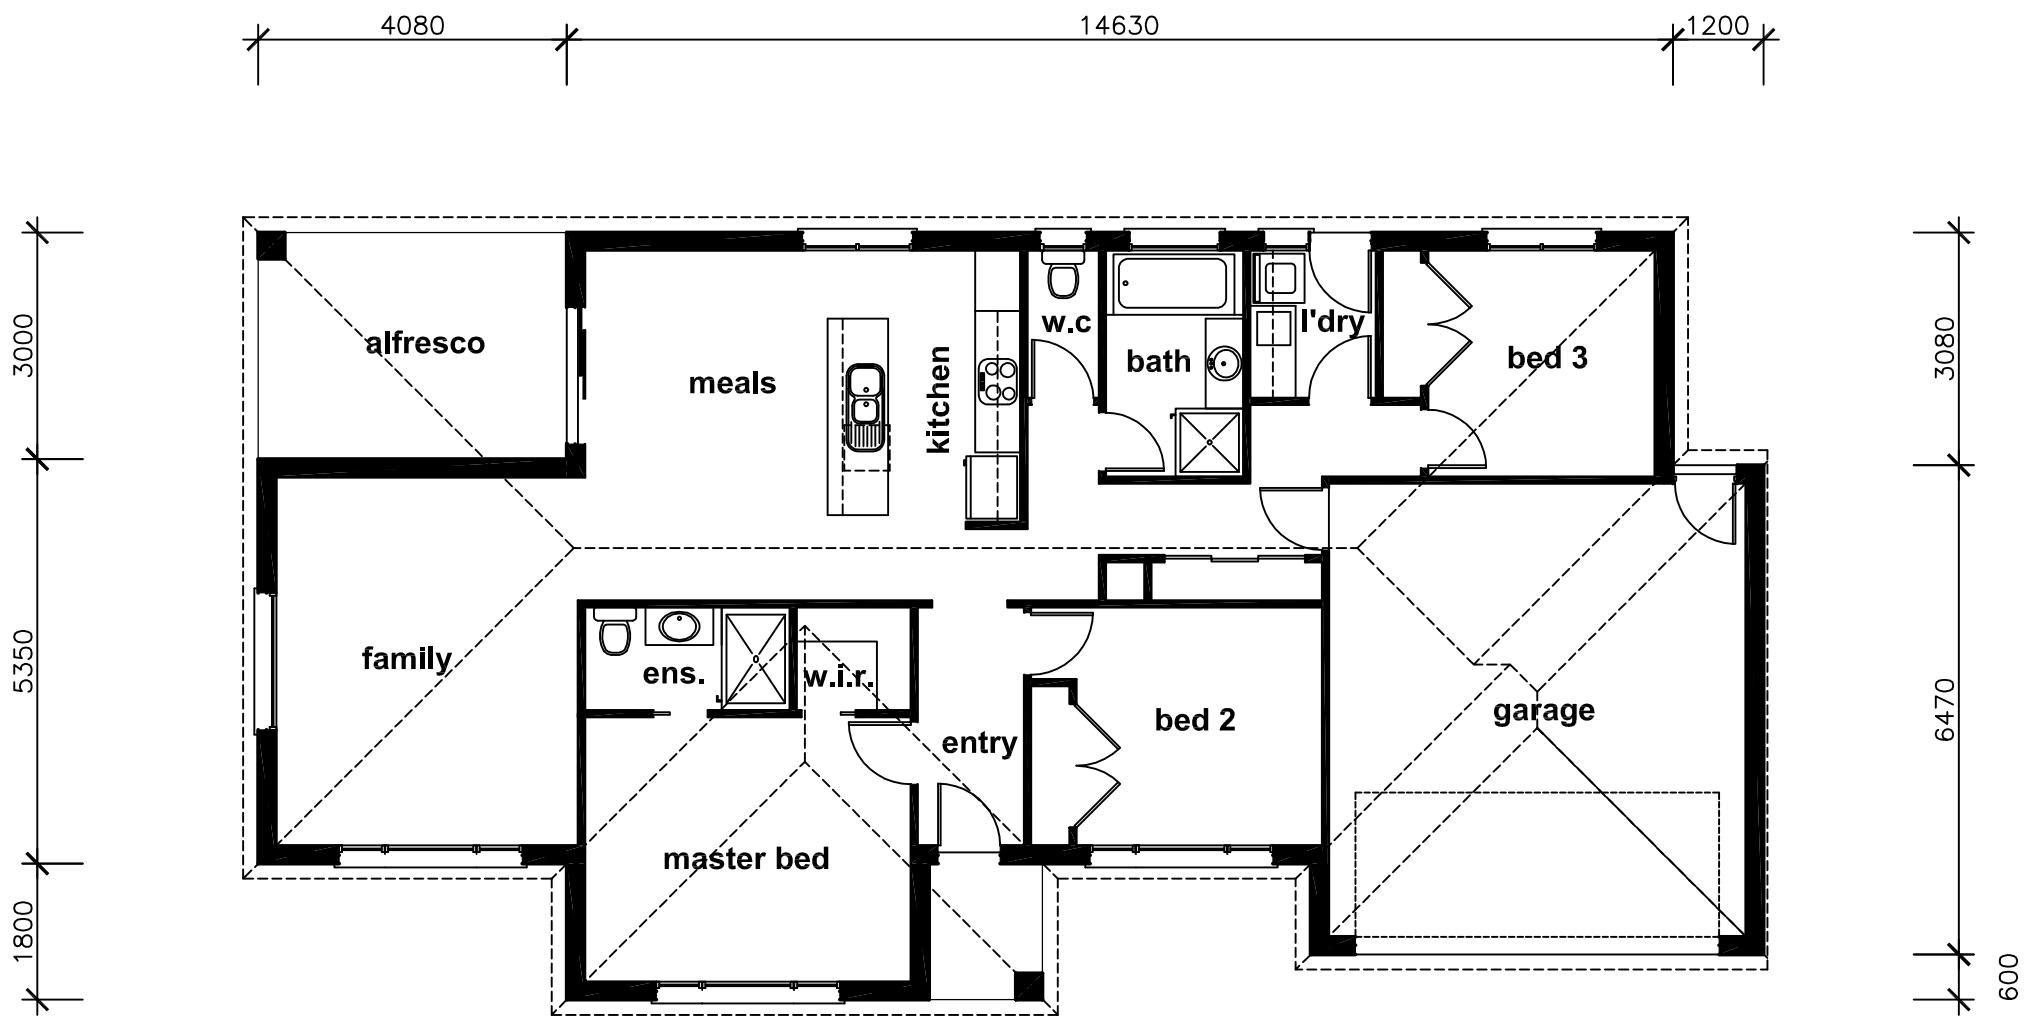 4080
14630
1200
3000
5350
1800
3080
6470
600
alfresco
meals
kitchen
w.c
bath
l'dry
bed 3
family
ens.
w.i.r.
entry
bed 2
garage
master bed